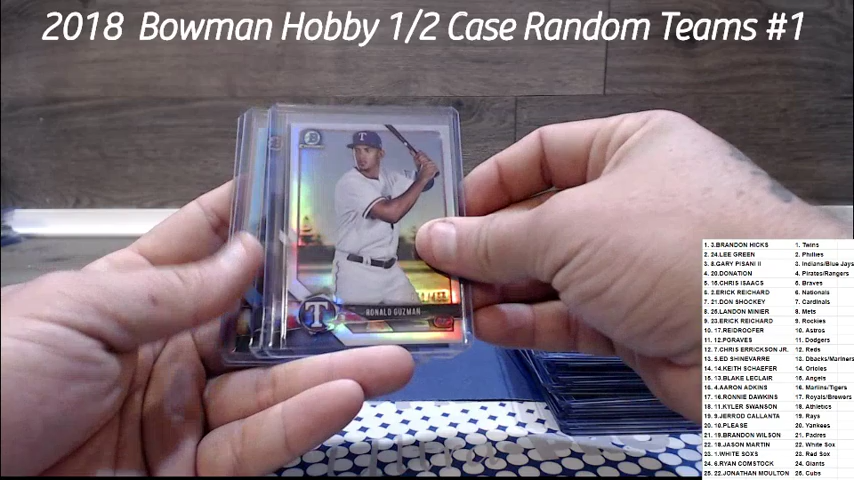 2018 Bowman Hobby 1/2 Case Random Teams #1
T
RONALD GUZMAN
T
1. 3.BRANDON HICKS 1. Twins
2. 24.LEE GREEN 2. Phillies
3. 8.GARY PISANI II 3. Indians/Blue Jays
4. 20.DONATION 4. Pirates/Rangers
5. 15.CHRIS ISAACS 5. Braves
6. 2.ERICK REICHARD 6. Nationals
7. 21.DON SHOCKEY 7. Cardinals
8. 25.LANDON MINIER 8. Mets
9. 23.ERICK REICHARD 9. Rockies
10. 17.REIDROOFER 10. Astros
11. 12.PGRAVES 11. Dodgers
12. 7.CHRIS ERRICKSON JR. 12. Reds
13. 5.ED SHINEVARRE 13. Dbacks/Mariners
14. 14.KEITH SCHAEFER 14. Orioles
15. 13.BLAKE LECLAIR 15. Angels
16. 4.AARON ADKINS 16. Marlins/Tigers
17. 16.RONNIE DAWKINS 17. Royals/Brewers
18. 11.KYLER SWANSON 18. Athletics
19. 9.JERROD CALLANTA 19. Rays
20. 10.PLEASE 20. Yankees
21. 19.BRANDON WILSON 21. Padres
22. 18.JASON MARTIN 22. White Sox
23. 1.WHITE SOXS 23. Red Sox
24. 6.RYAN COMSTOCK 24. Giants
25. 22.JONATHAN MOULTON 25. Cubs